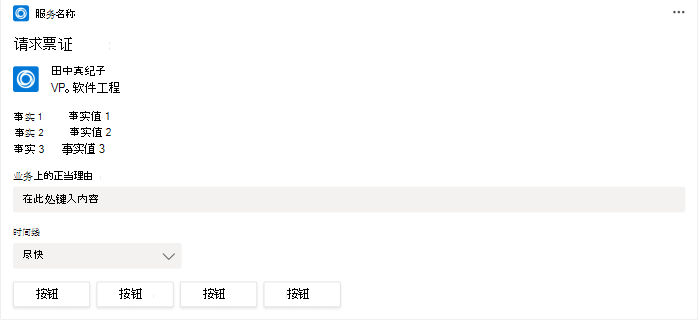 服务名称
请求票证
田中真纪子
VP。软件工程
事实 1 事实值 1
事实 2 事实值 2
事实 3 事实值 3
业务上的正当理由
在此处键入内容
时间线
尽快
按钮 按钮 按钮 按钮